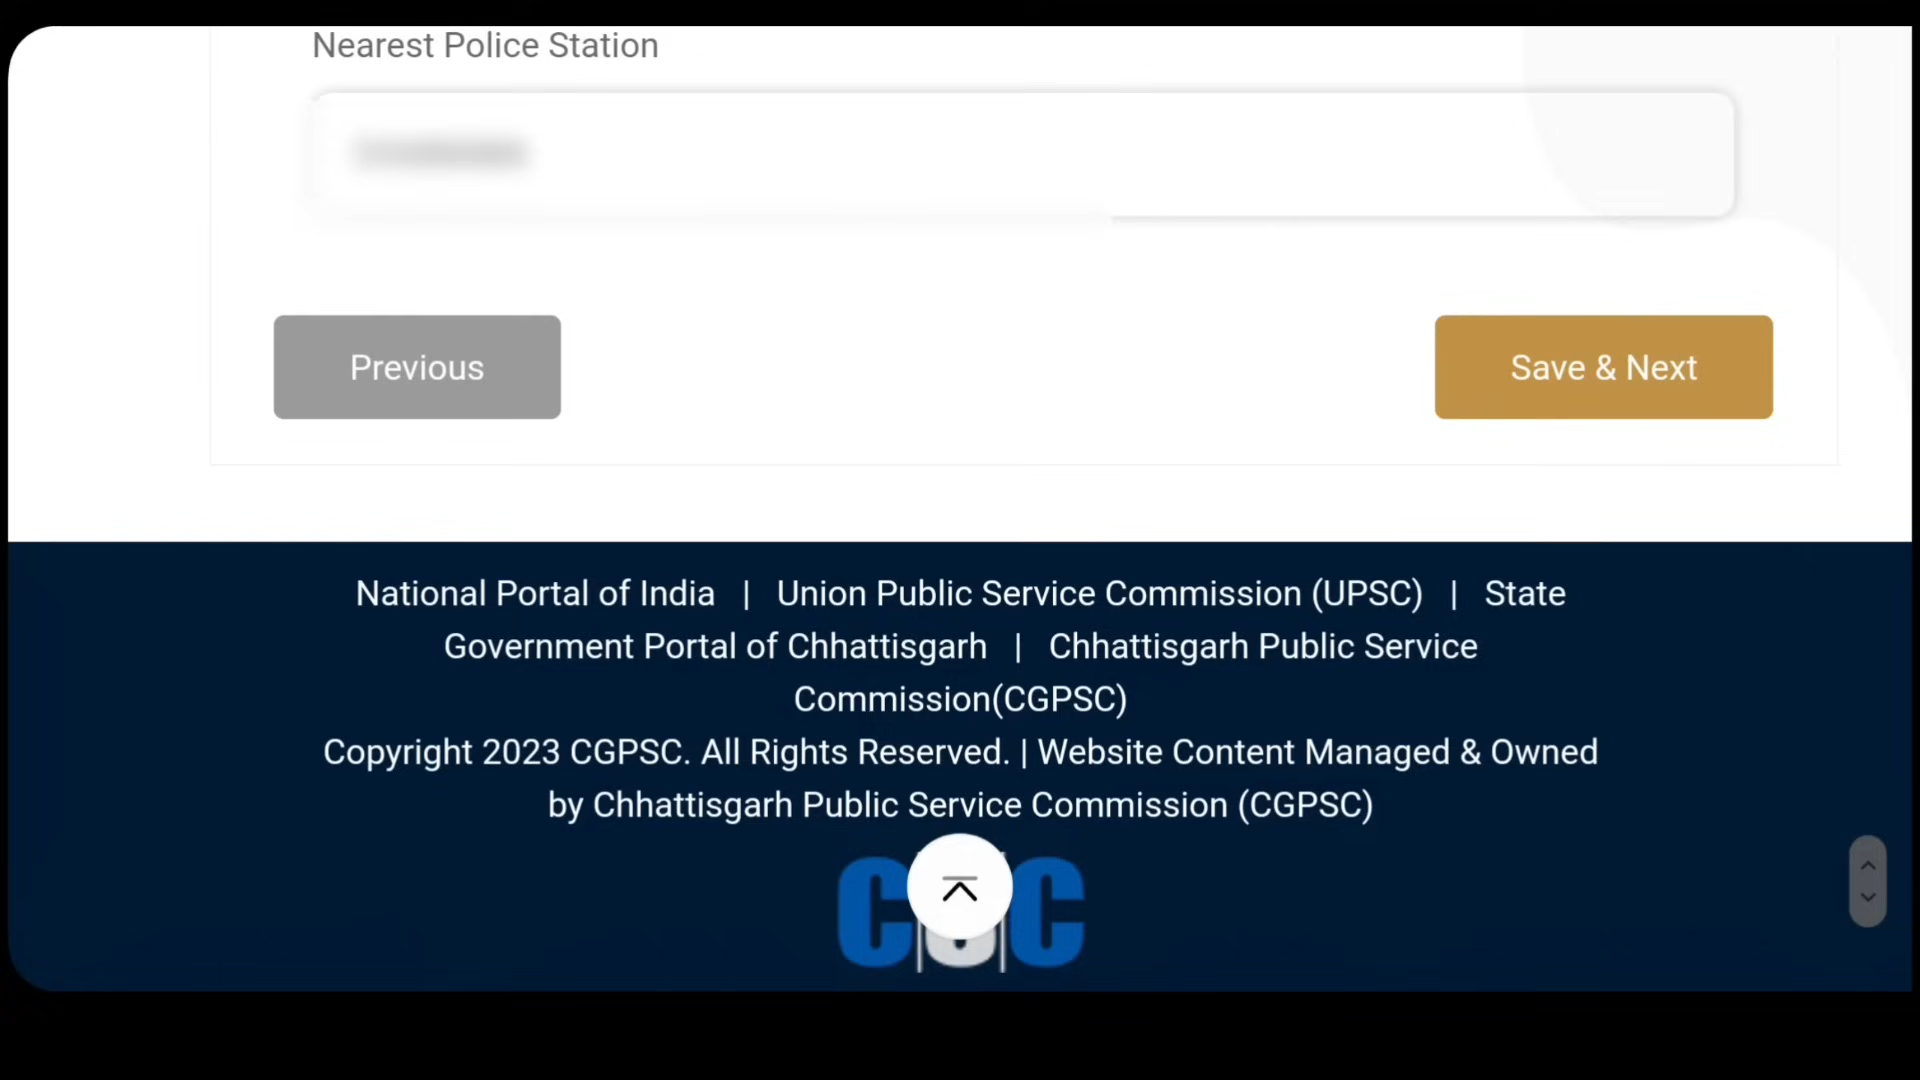 Nearest Police Station
Previous
Save & Next
National Portal of India | Union Public Service Commission (UPSC) | State
Government Portal of Chhattisgarh | Chhattisgarh Public Service
Commission(CGPSC)
Copyright 2023 CGPSC. All Rights Reserved. | Website Content Managed & Owned
by Chhattisgarh Public Service Commission (CGPSC)